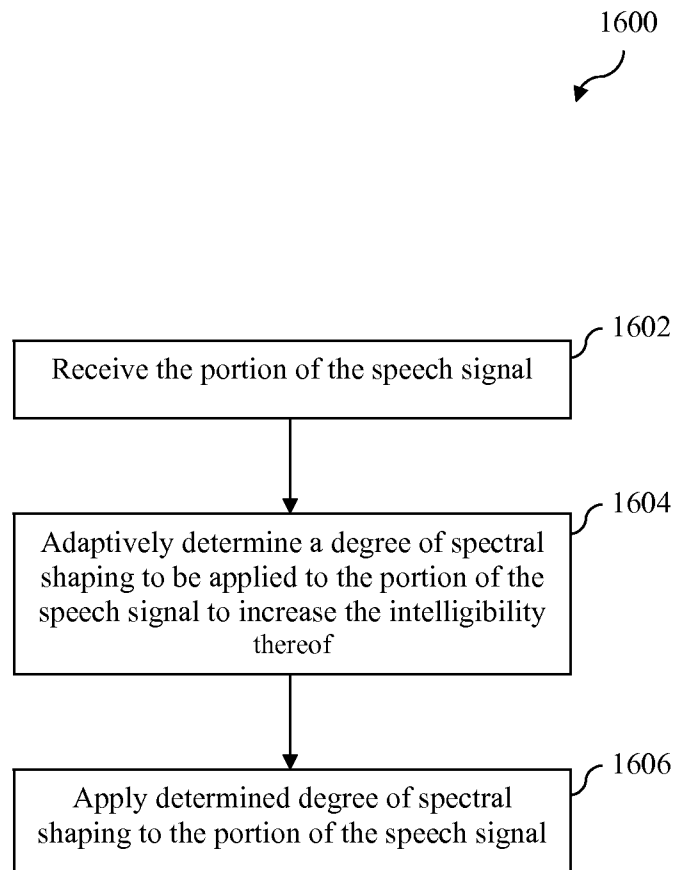 1600
1602
Receive the portion of the speech signal
1604
Adaptively determine a degree of spectral
shaping to be applied to the portion of the
speech signal to increase the intelligibility
thereof
1606
Apply determined degree of spectral
shaping to the portion of the speech signal